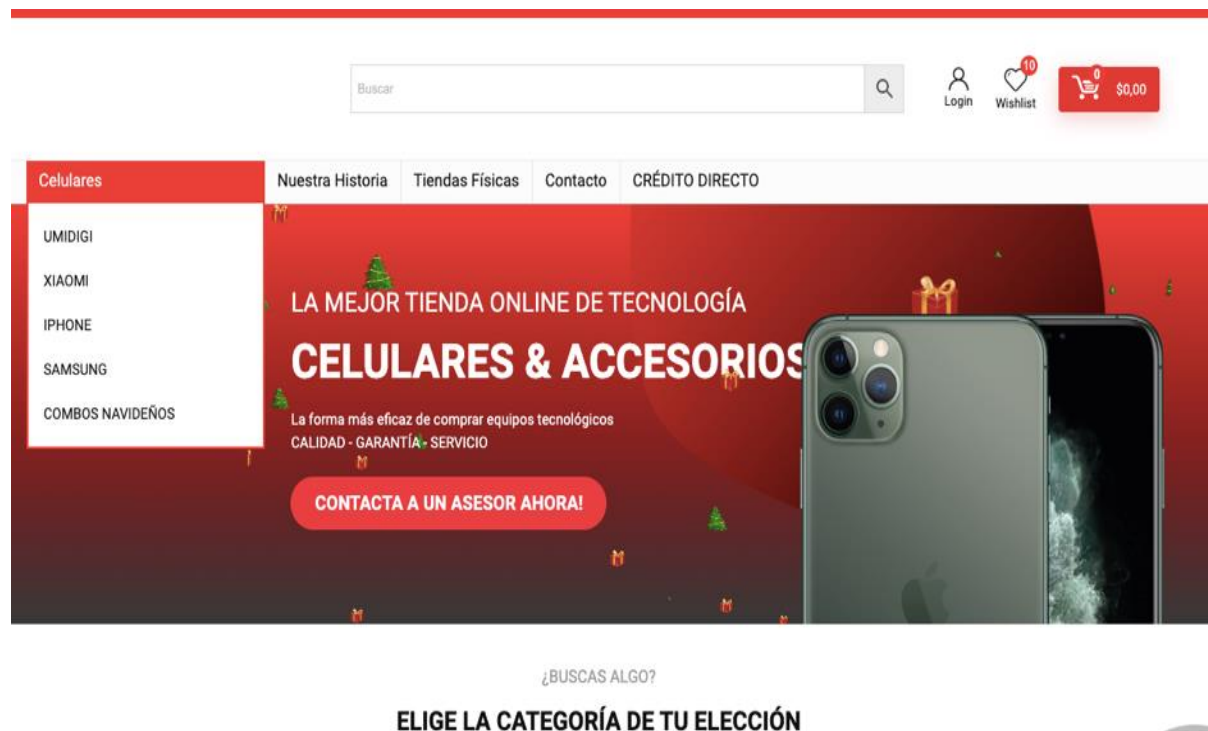 Buscar
Login
10
Wishlist
0
$0,00
Celulares
Nuestra Historia
Tiendas Físicas
Contacto
CRÉDITO DIRECTO
UMIDIGI
XIAOMI
IPHONE
SAMSUNG
COMBOS NAVIDEÑOS
LA MEJOR TIENDA ONLINE DE TECNOLOGÍA
CELULARES & ACCESORIOS
La forma más eficaz de comprar equipos tecnológicos
CALIDAD - GARANTÍA - SERVICIO
CONTACTA A UN ASESOR AHORA!
¿BUSCAS ALGO?
ELIGE LA CATEGORÍA DE TU ELECCIÓN